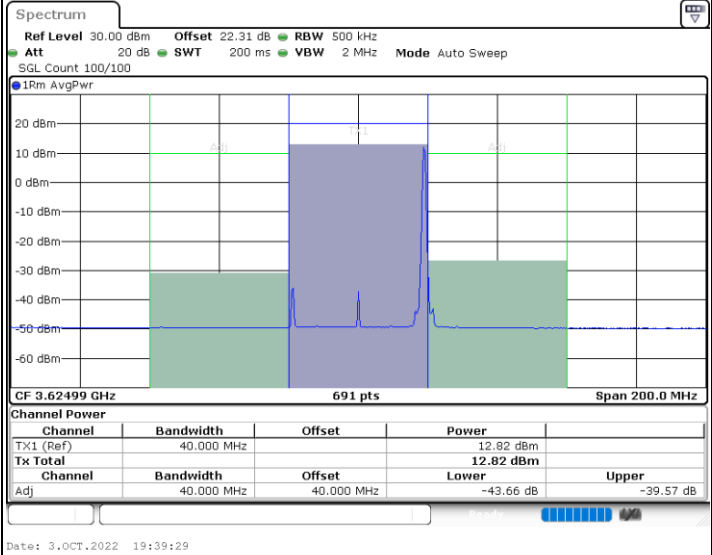 Spectrum
Ref Level 30.00 dBm Offset 22.31 dB RBW 500 kHz
Att 20 dB SWT 200 ms VBW 2 MHz Mode Auto Sweep
SGL Count 100/100
1Rm AvgPwr
20 dBm
TX1
Adj Adj
10 dBm
0 dBm
-10 dBm
-20 dBm
-30 dBm
-40 dBm
-50 dBm
-60 dBm
CF 3.62499 GHz 691 pts Span 200.0 MHz
Channel Power
Channel Bandwidth Offset Power
TX1 (Ref) 40.000 MHz 12.82 dBm
Tx Total 12.82 dBm
Channel Bandwidth Offset Lower Upper
Adj 40.000 MHz 40.000 MHz -43.66 dB -39.57 dB
Ready
Date: 3.OCT.2022 19:39:29